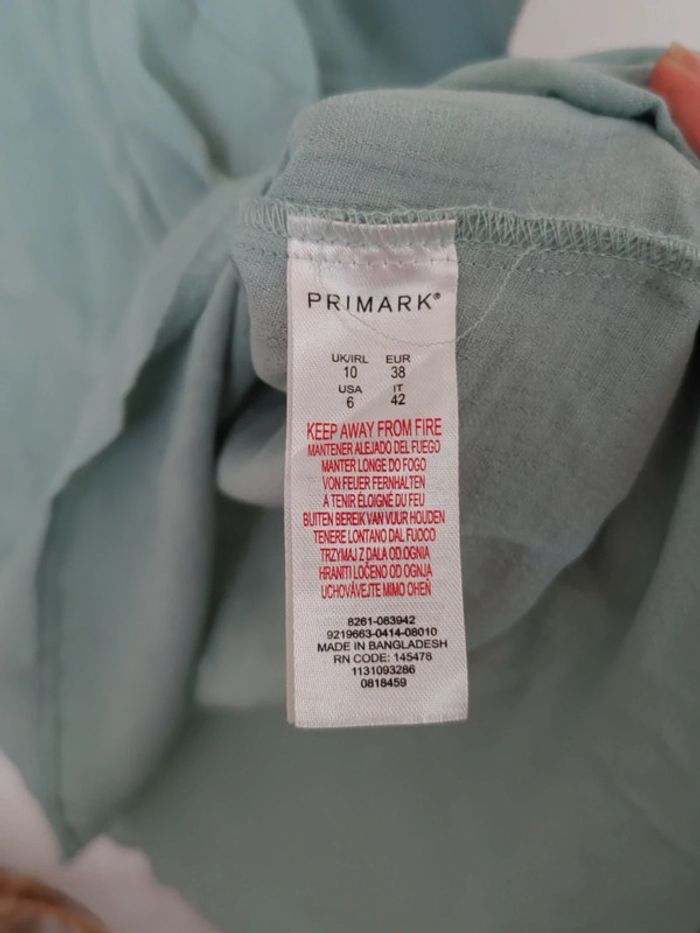 PRIMARK®
UK/IRL EUR
10 38
USA IT
6 42
KEEP AWAY FROM FIRE
MANTENER ALEJADO DEL FUEGO
MANTER LONGE DO FOGO
VON FEUER FERNHALTEN
A TENIR ÉLOIGNÉ DU FEU
BUITEN BEREIK VAN VUUR HOUDEN
TENERE LONTANO DAL FUOCO
TRZYMAJ Z DALA OD OGNIA
HRANITI LOČENO OD OGNJA
UCHOVÁVEJTE MIMO OHEŇ
8261-083942
9219663-0414-08010
MADE IN BANGLADESH
RN CODE: 145478
1131093286
0818459